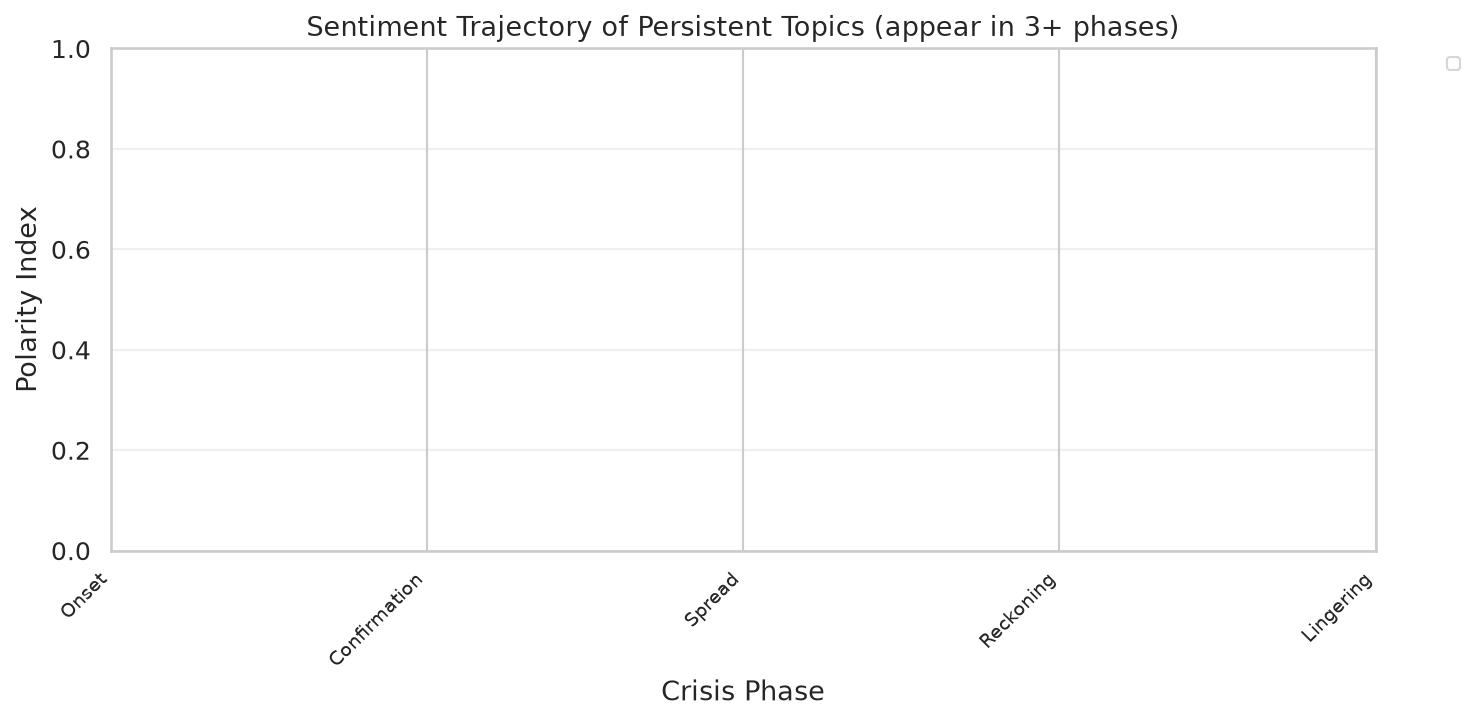 Sentiment Trajectory of Persistent Topics (appear in 3+ phases)
1.0
0.8
0.6
0.4
0.2
0.0
Polarity Index
Onset
Confirmation
Spread
Reckoning
Lingering
Crisis Phase